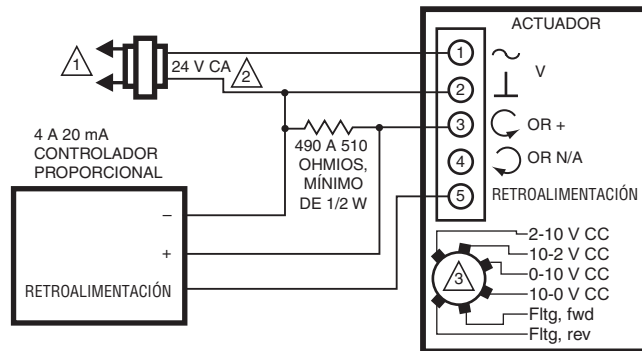 ACTUADOR
1
24 V CA
2
1
V
2
3
OR +
4 A 20 mA
CONTROLADOR
PROPORCIONAL
490 A 510
OHMIOS,
MÍNIMO
DE 1/2 W
4
OR N/A
5
RETROALIMENTACIÓN
–
+
RETROALIMENTACIÓN
3
2-10 V CC
10-2 V CC
0-10 V CC
10-0 V CC
Fltg, fwd
Fltg, rev